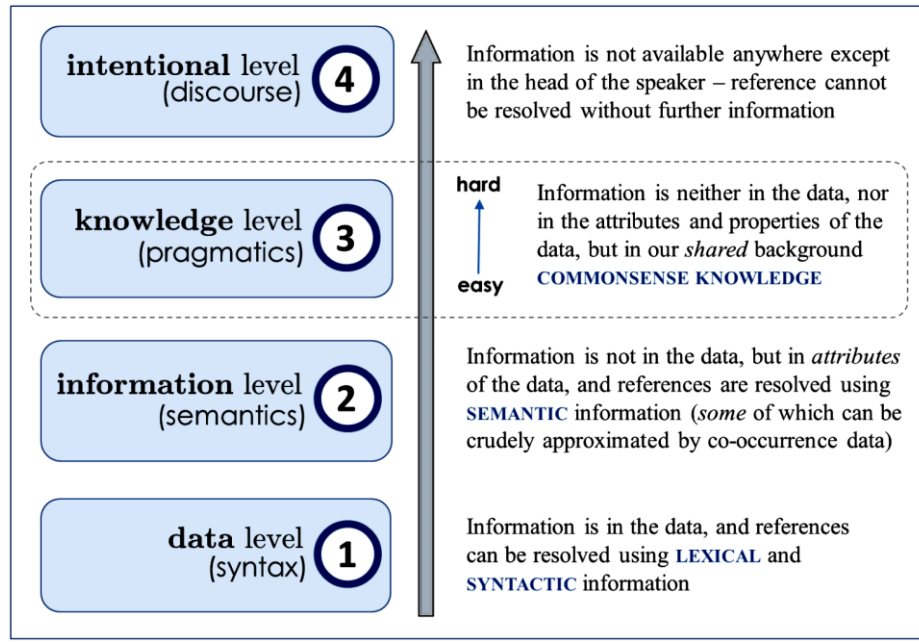 intentional level
(discourse)
4
Information is not available anywhere except
in the head of the speaker – reference cannot
be resolved without further information
knowledge level
(pragmatics)
3
hard
easy
Information is neither in the data, nor
in the attributes and properties of the
data, but in our shared background
COMMONSENSE KNOWLEDGE
information level
(semantics)
2
Information is not in the data, but in attributes
of the data, and references are resolved using
SEMANTIC information (some of which can be
crudely approximated by co-occurrence data)
data level
(syntax)
1
Information is in the data, and references
can be resolved using LEXICAL and
SYNTACTIC information